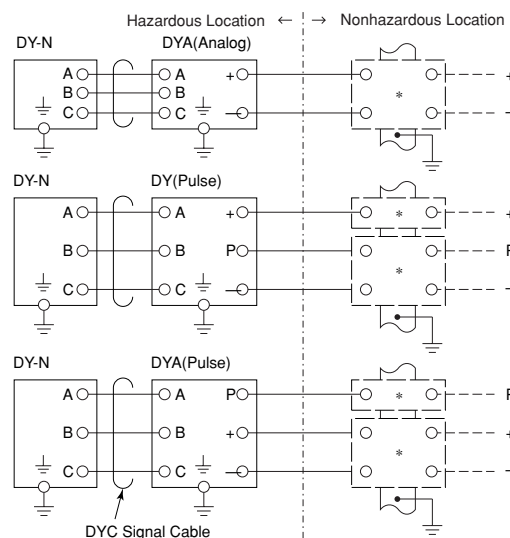 Hazardous Location ← → Nonhazardous Location
DY-N DYA(Analog)
A A + +
B B *
C C — –
DY-N DY(Pulse)
A A + * +
B B P P
*
C C — –
DY-N DYA(Pulse)
A A P * P
B B + +
*
C C — –
DYC Signal Cable